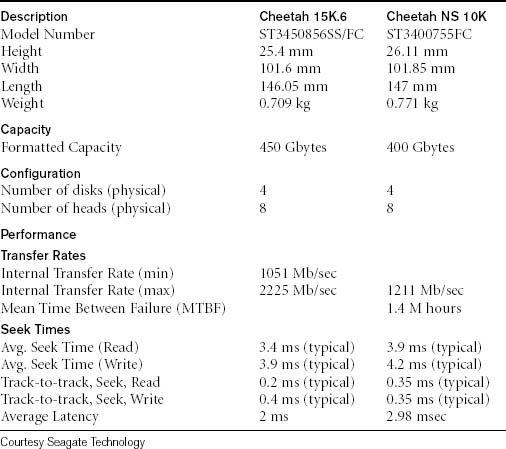 Description Cheetah 15K.6 Cheetah NS 10K
Model Number ST3450856SS/FC ST3400755FC
Height 25.4 mm 26.11 mm
Width 101.6 mm 101.85 mm
Length 146.05 mm 147 mm
Weight 0.709 kg 0.771 kg
Capacity
Formatted Capacity 450 Gbytes 400 Gbytes
Configuration
Number of disks (physical) 4 4
Number of heads (physical) 8 8
Performance
Transfer Rates
Internal Transfer Rate (min) 1051 Mb/sec
Internal Transfer Rate (max) 2225 Mb/sec 1211 Mb/sec
Mean Time Between Failure (MTBF) 1.4 M hours
Seek Times
Avg. Seek Time (Read) 3.4 ms (typical) 3.9 ms (typical)
Avg. Seek Time (Write) 3.9 ms (typical) 4.2 ms (typical)
Track-to-track, Seek, Read 0.2 ms (typical) 0.35 ms (typical)
Track-to-track, Seek, Write 0.4 ms (typical) 0.35 ms (typical)
Average Latency 2 ms 2.98 msec
Courtesy Seagate Technology